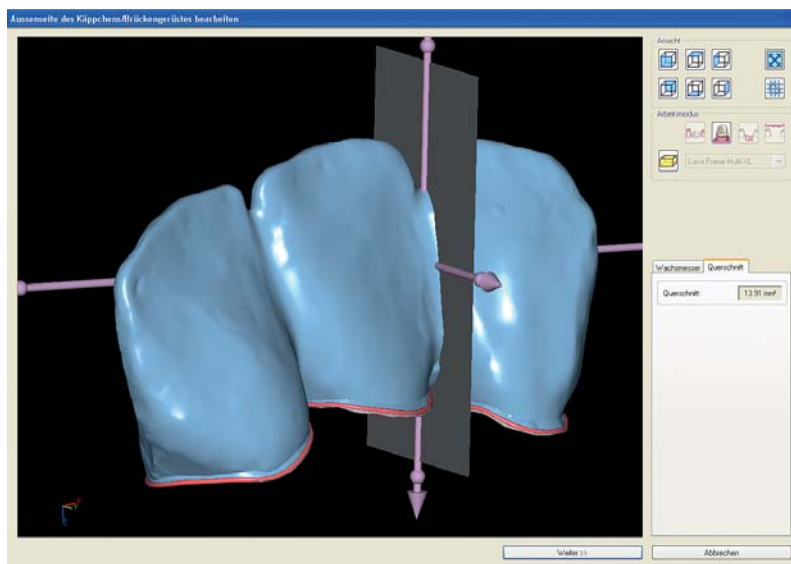 Aussenseite des Käppchens/Brückengerüstes bearbeiten
Ansicht
Arbeitsmodus
Lava Frame Multi XL
Wachsmesser Querschnitt
Querschnitt: 13.91 mm²
Weiter >> Abbrechen